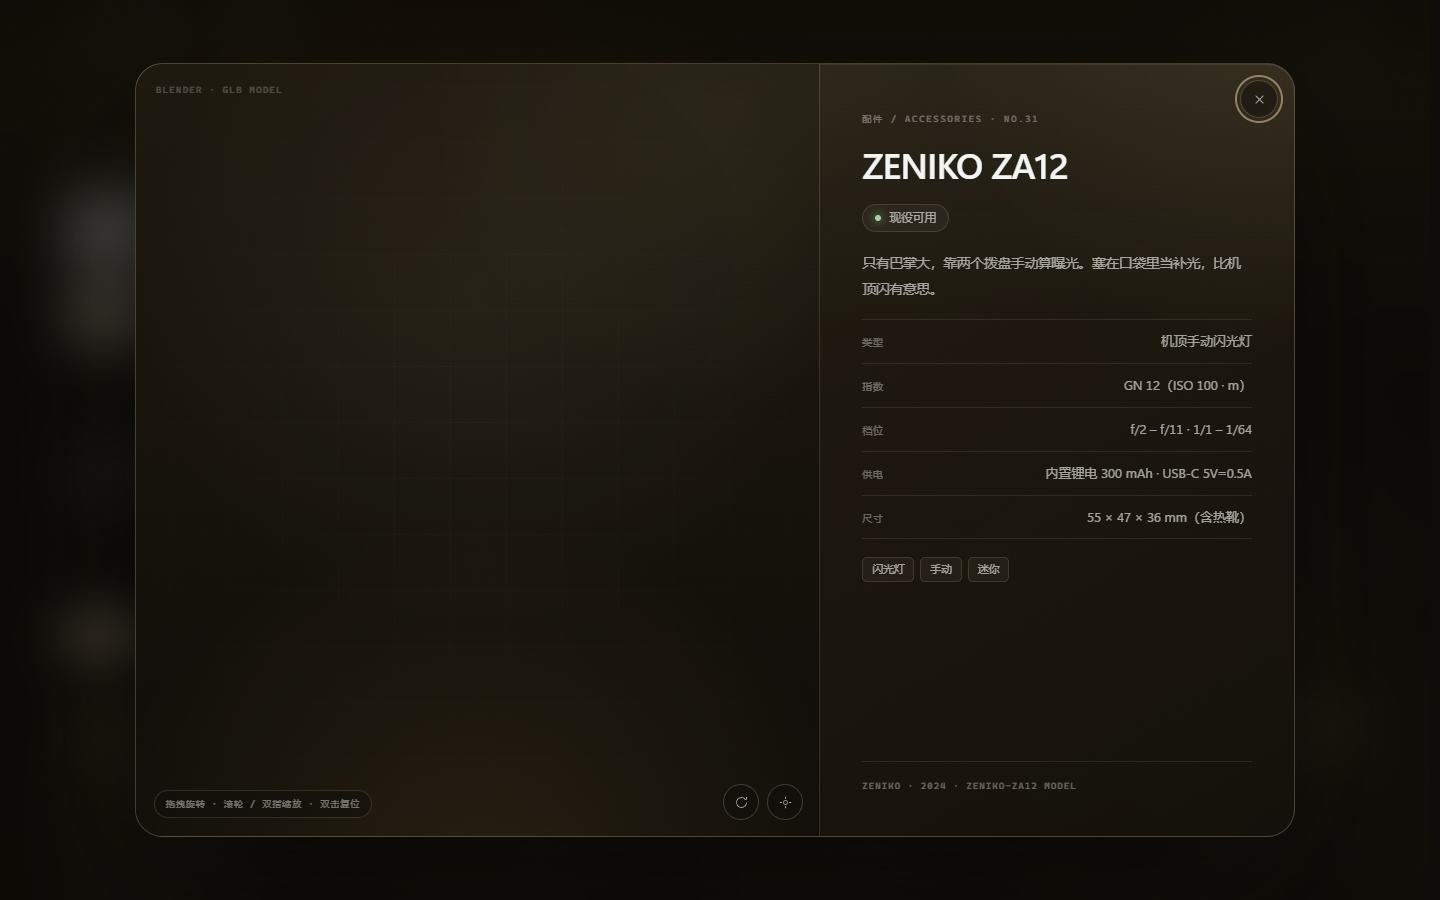 BLENDER · GLB MODEL
配件 / ACCESSORIES · NO.31
ZENIKO ZA12
现役可用
只有巴掌大，靠两个拨盘手动算曝光。塞在口袋里当补光，比机
顶闪有意思。
类型 机顶手动闪光灯
指数 GN 12（ISO 100 · m）
档位 f/2 – f/11 · 1/1 – 1/64
供电 内置锂电 300 mAh · USB-C 5V=0.5A
尺寸 55 × 47 × 36 mm（含热靴）
闪光灯 手动 迷你
ZENIKO · 2024 · ZENIKO-ZA12 MODEL
拖拽旋转 · 滚轮 / 双指缩放 · 双击复位